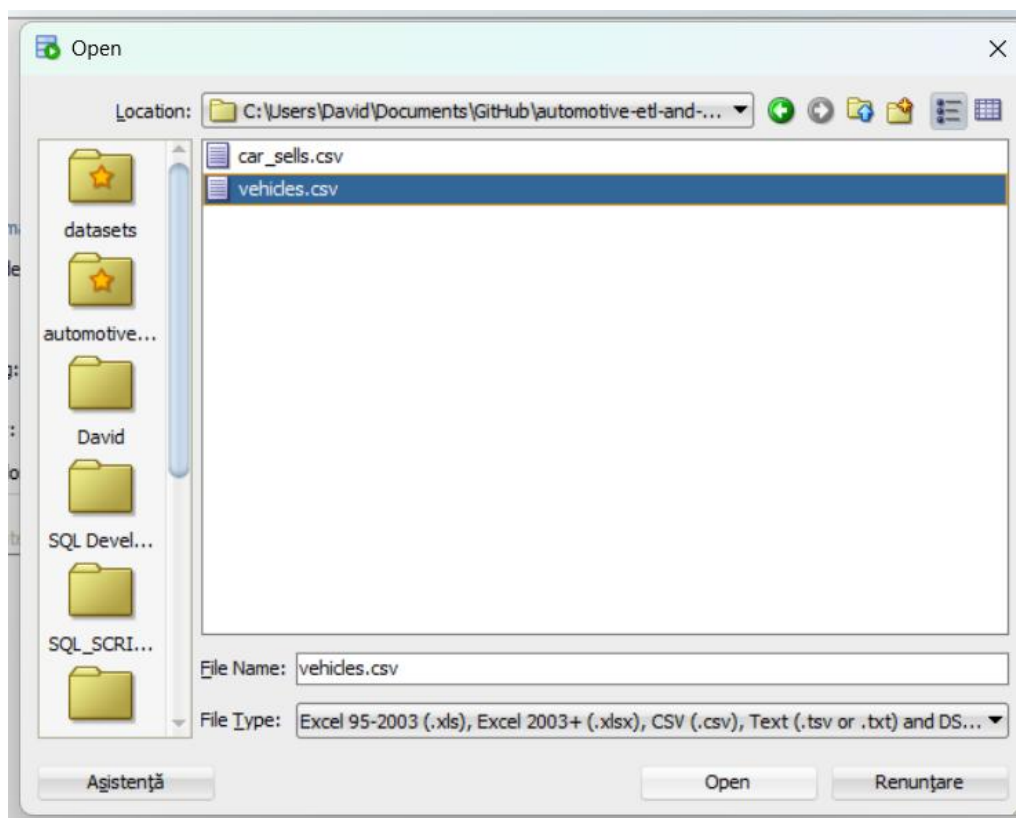 Open
Location: C:\Users\David\Documents\GitHub\automotive-etl-and-...
datasets
automotive...
David
SQL Devel...
SQL_SCRI...
car_sells.csv
vehicles.csv
File Name: vehicles.csv
File Type: Excel 95-2003 (.xls), Excel 2003+ (.xlsx), CSV (.csv), Text (.tsv or .txt) and DS...
Asistență
Open
Renunțare